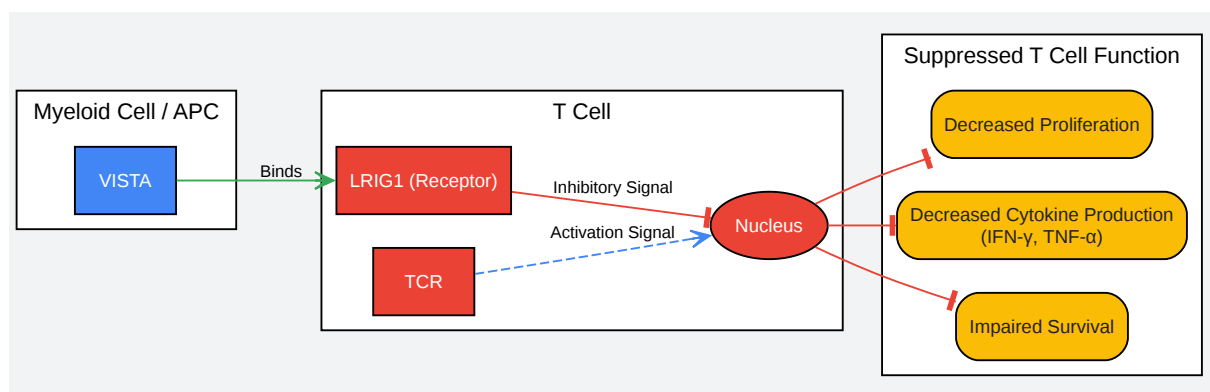 Myeloid Cell / APC
VISTA
Binds
T Cell
LRIG1 (Receptor)
TCR
Inhibitory Signal
Activation Signal
Nucleus
Suppressed T Cell Function
Decreased Proliferation
Decreased Cytokine Production
(IFN-γ, TNF-α)
Impaired Survival